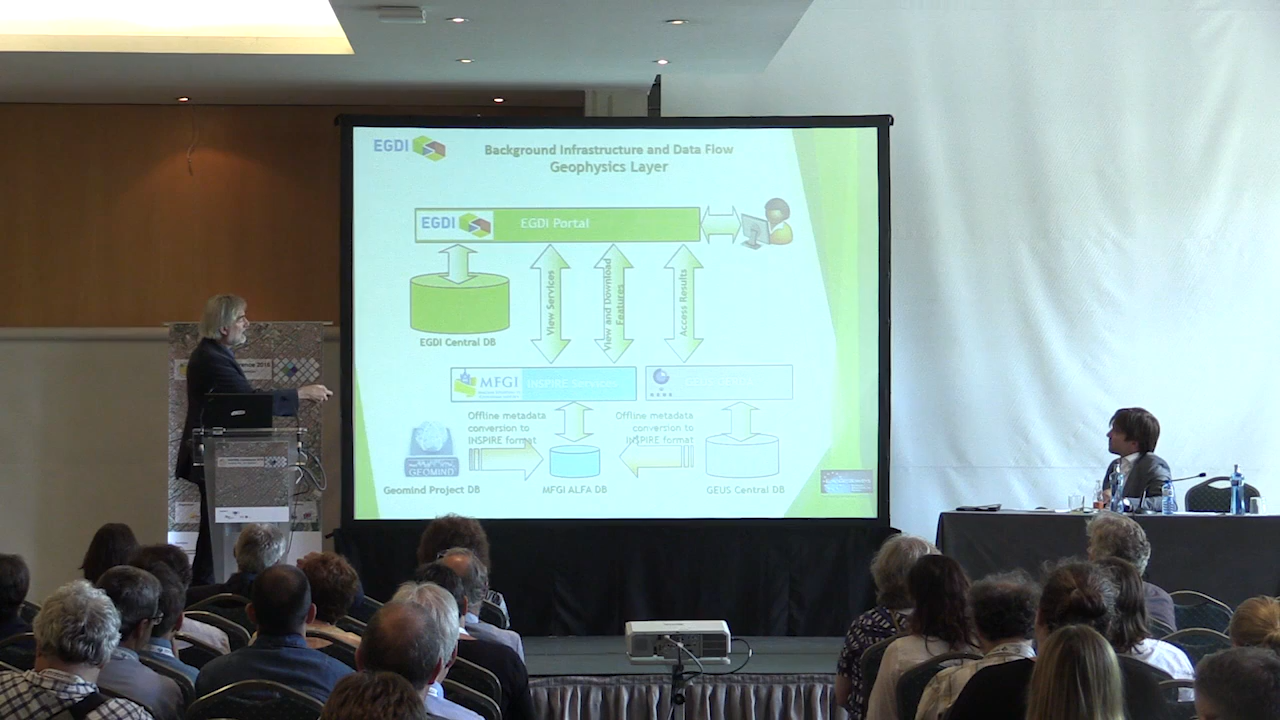 EGDI
Background Infrastructure and Data Flow
Geophysics Layer
EGDI
EGDI Portal
View Services
View and Download
Features
Access Results
EGDI Central DB
MFGI
INSPIRE Services
Offline metadata
conversion to
INSPIRE format
Offline metadata
conversion to
INSPIRE format
GEOMIND
Geomind Project DB
MFGI ALFA DB
GEUS Central DB